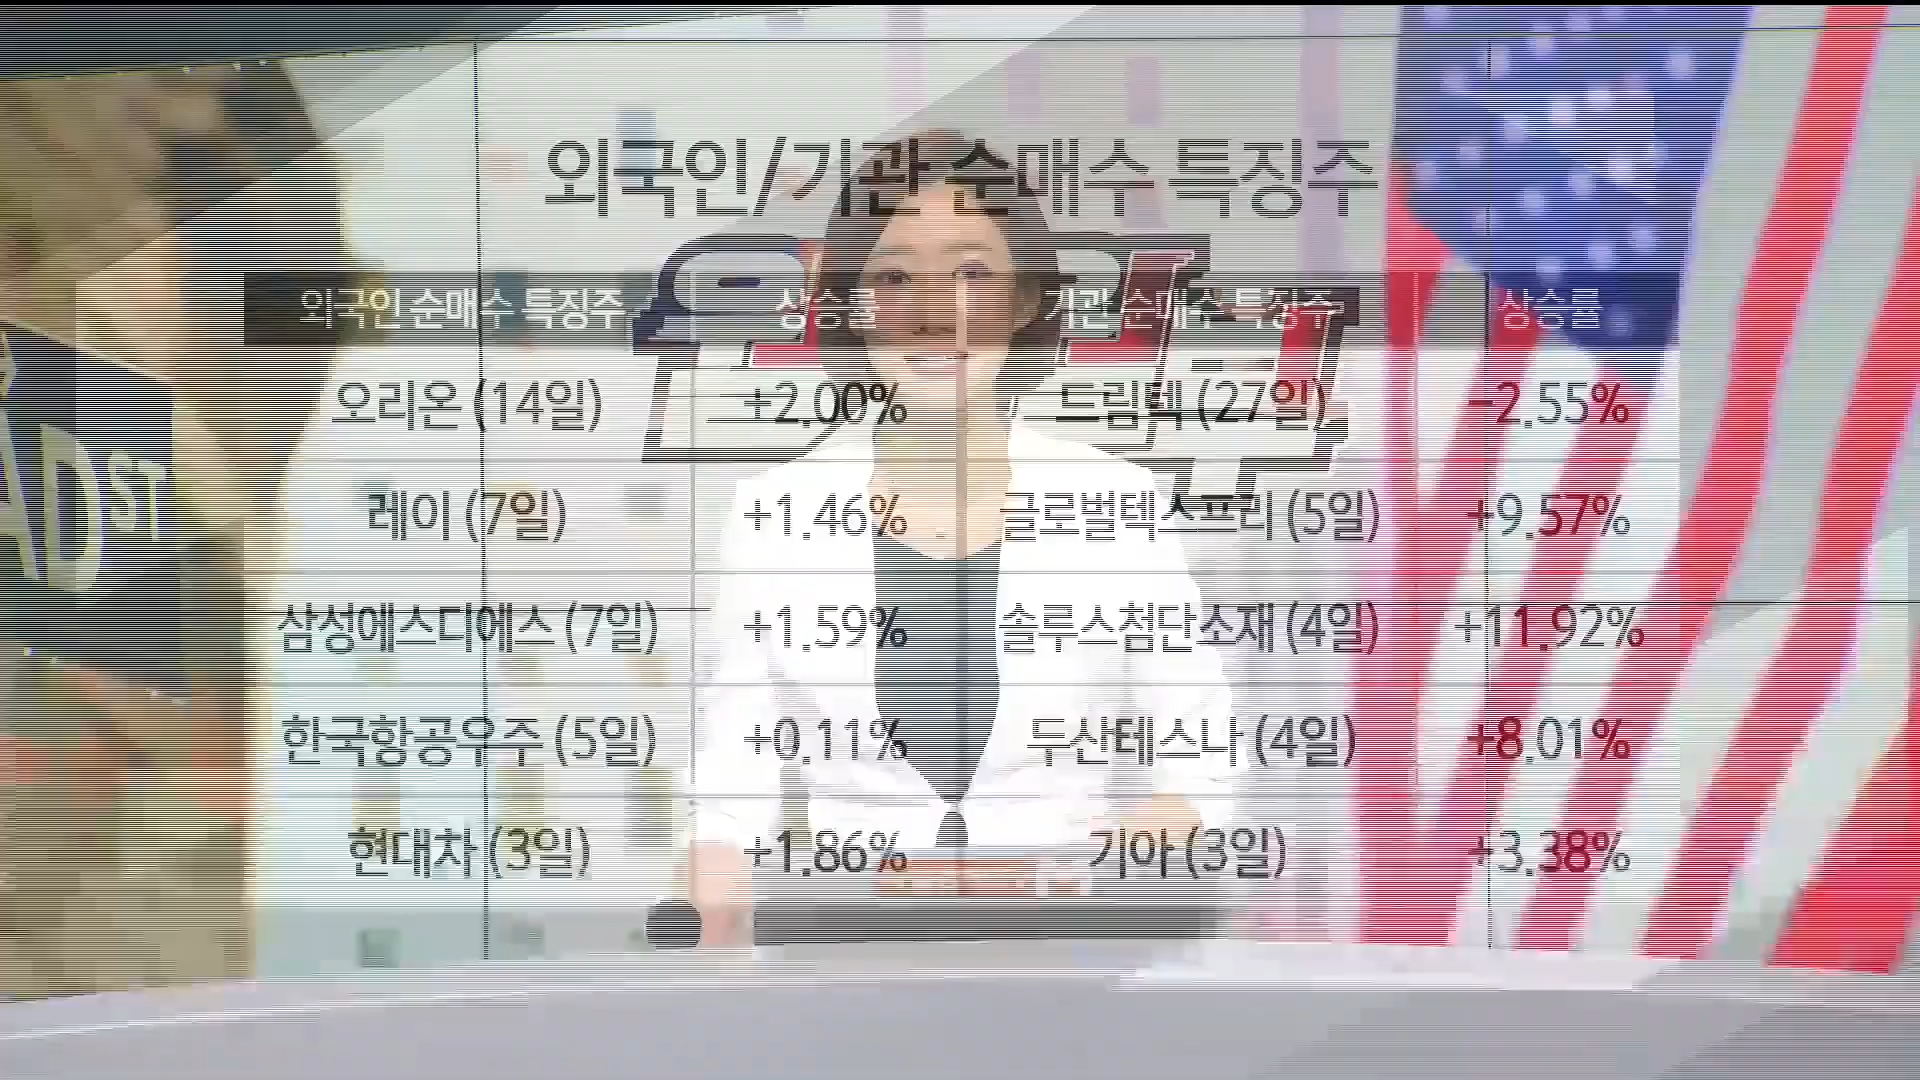 외국인/기관 순매수 특징주
외국인 순매수 특징주 상승률 기관 순매수 특징주 상승률
오리온 (14일) +2.00% 드림텍 (27일) -2.55%
레이 (7일) +1.46% 글로벌텍스프리 (5일) +9.57%
삼성에스디에스 (7일) +1.59% 솔루스첨단소재 (4일) +11.92%
한국항공우주 (5일) +0.11% 두산테스나 (4일) +8.01%
현대차 (3일) +1.86% 기아 (3일) +3.38%
AD ST